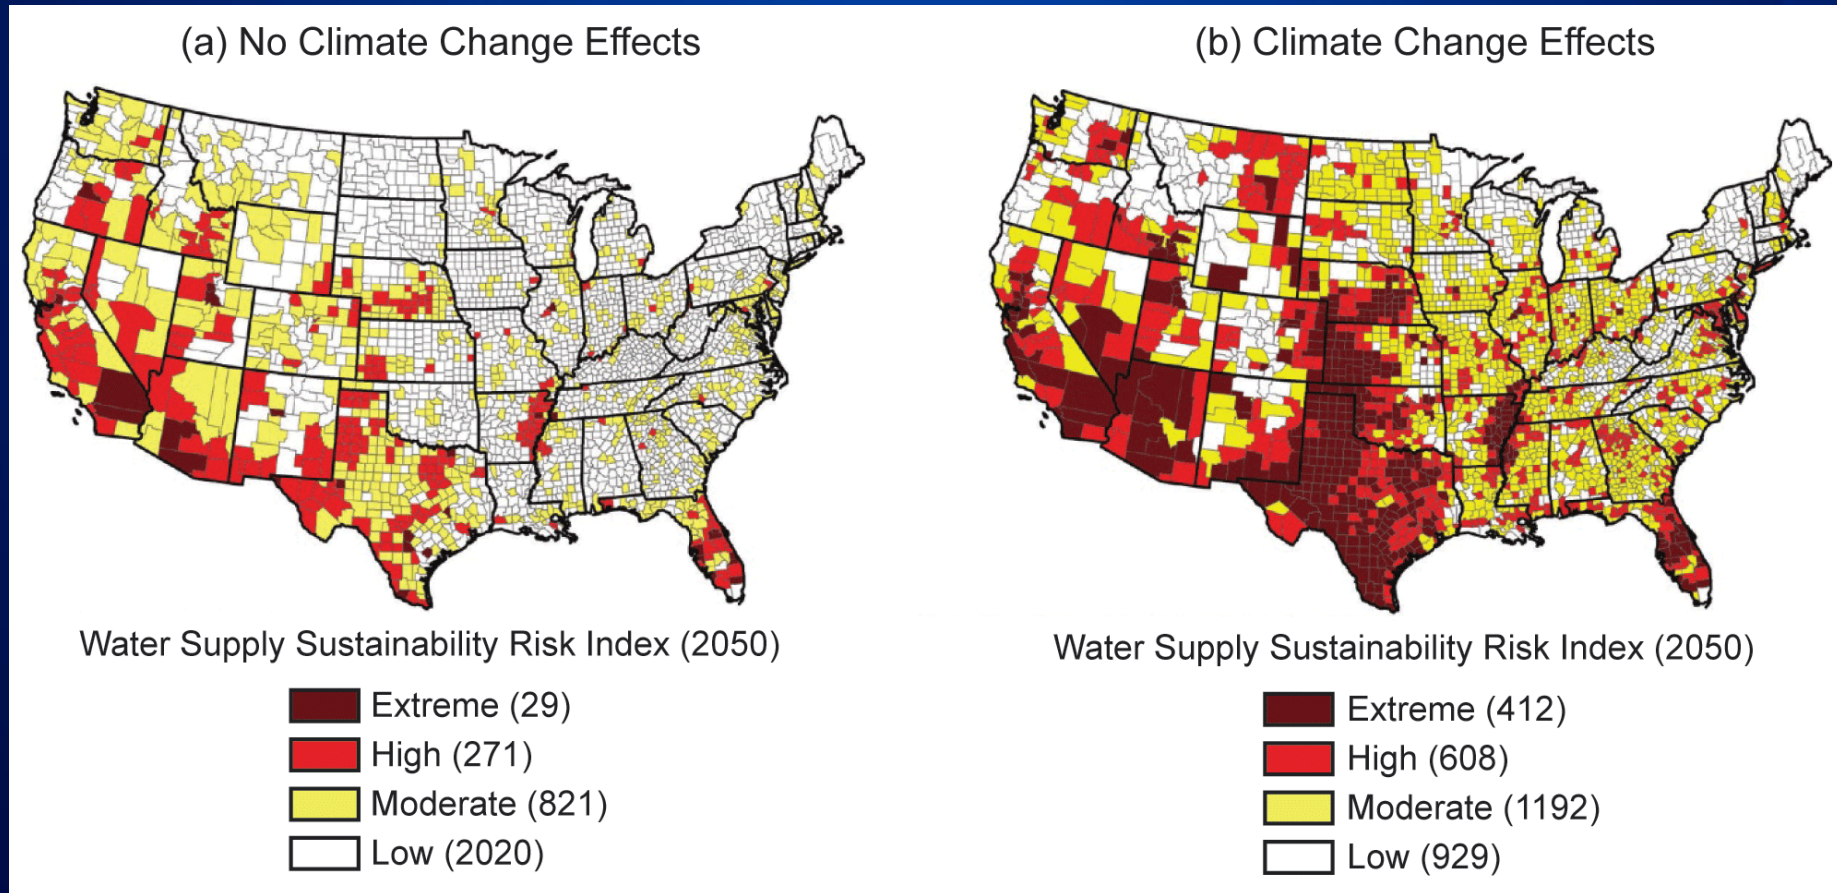 (a) No Climate Change Effects
Water Supply Sustainability Risk Index (2050)
Extreme (29)
High (271)
Moderate (821)
Low (2020)
(b) Climate Change Effects
Water Supply Sustainability Risk Index (2050)
Extreme (412)
High (608)
Moderate (1192)
Low (929)